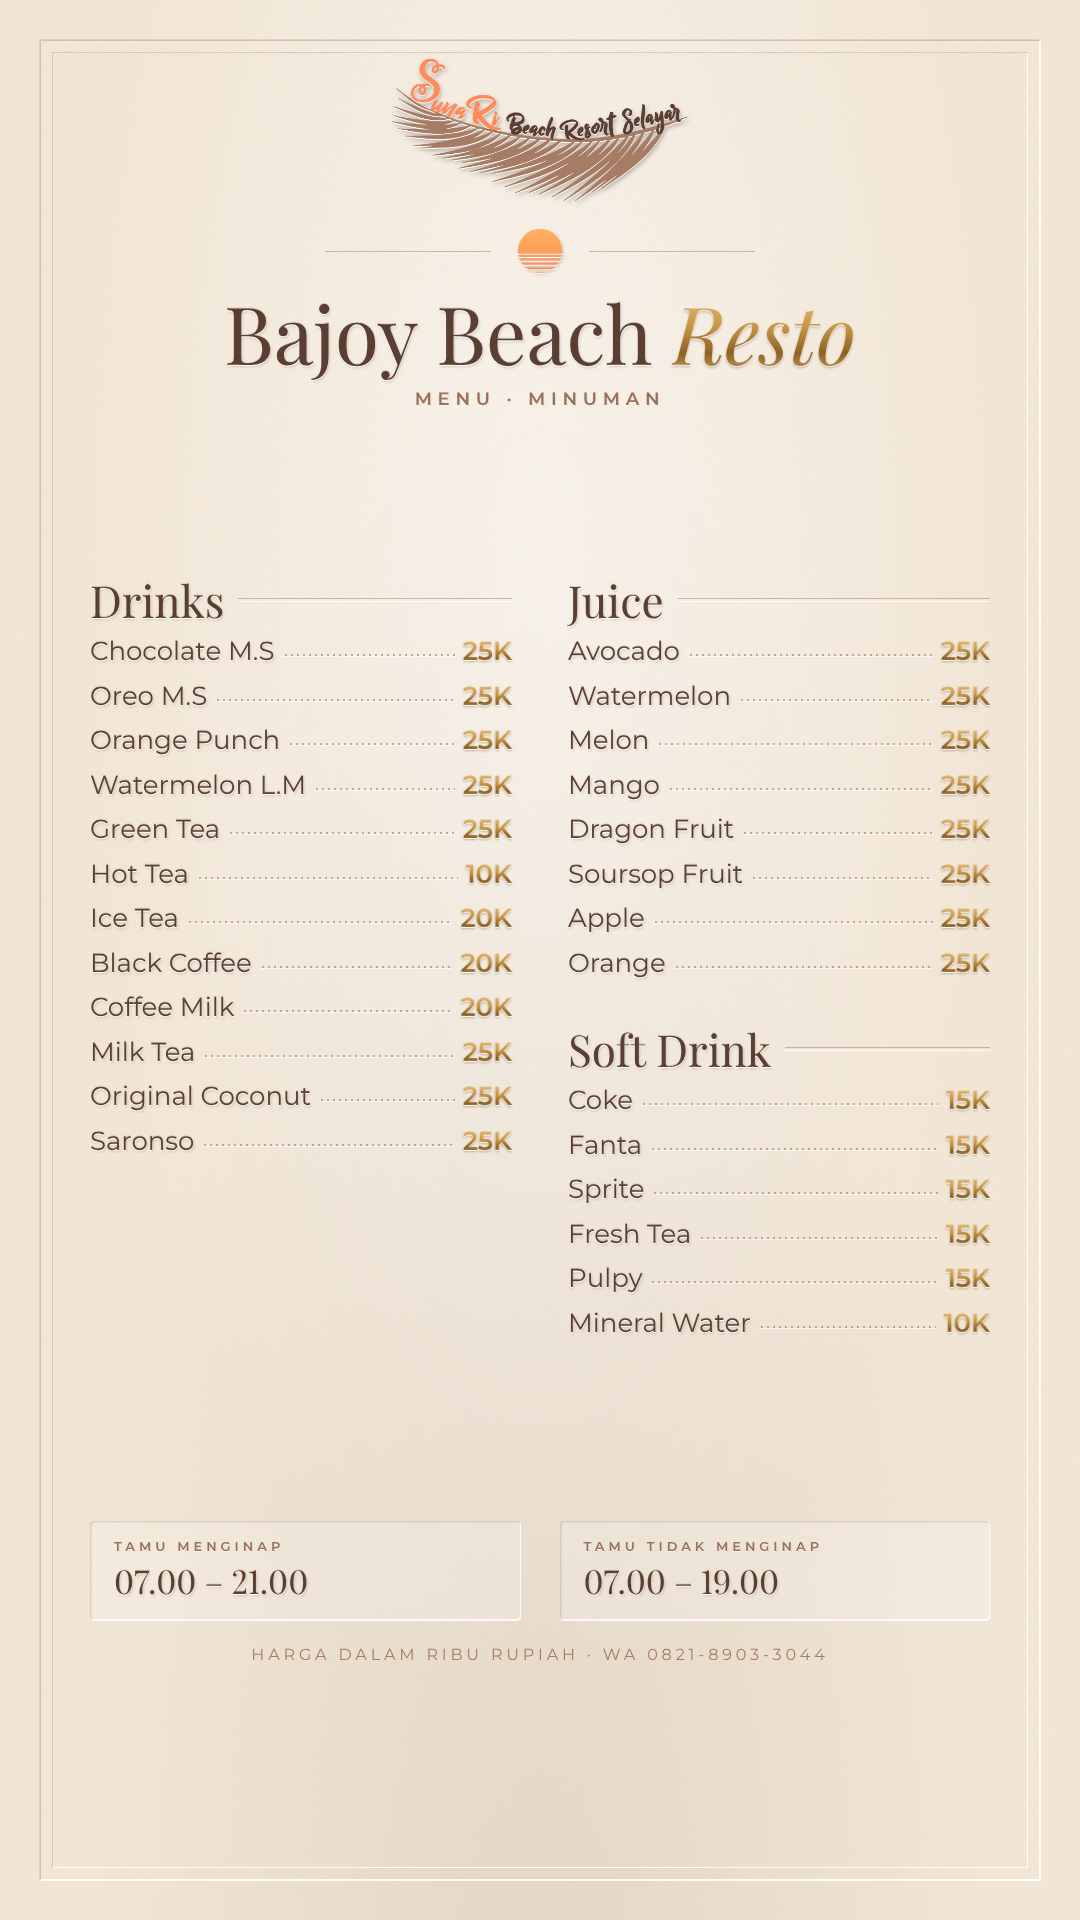 SunaRi Beach Resort Selayar
Bajoy Beach Resto
MENU · MINUMAN
Drinks
Chocolate M.S 25K
Oreo M.S 25K
Orange Punch 25K
Watermelon L.M 25K
Green Tea 25K
Hot Tea 10K
Ice Tea 20K
Black Coffee 20K
Coffee Milk 20K
Milk Tea 25K
Original Coconut 25K
Saronso 25K
Juice
Avocado 25K
Watermelon 25K
Melon 25K
Mango 25K
Dragon Fruit 25K
Soursop Fruit 25K
Apple 25K
Orange 25K
Soft Drink
Coke 15K
Fanta 15K
Sprite 15K
Fresh Tea 15K
Pulpy 15K
Mineral Water 10K
TAMU MENGINAP
07.00 – 21.00
TAMU TIDAK MENGINAP
07.00 – 19.00
HARGA DALAM RIBU RUPIAH · WA 0821-8903-3044